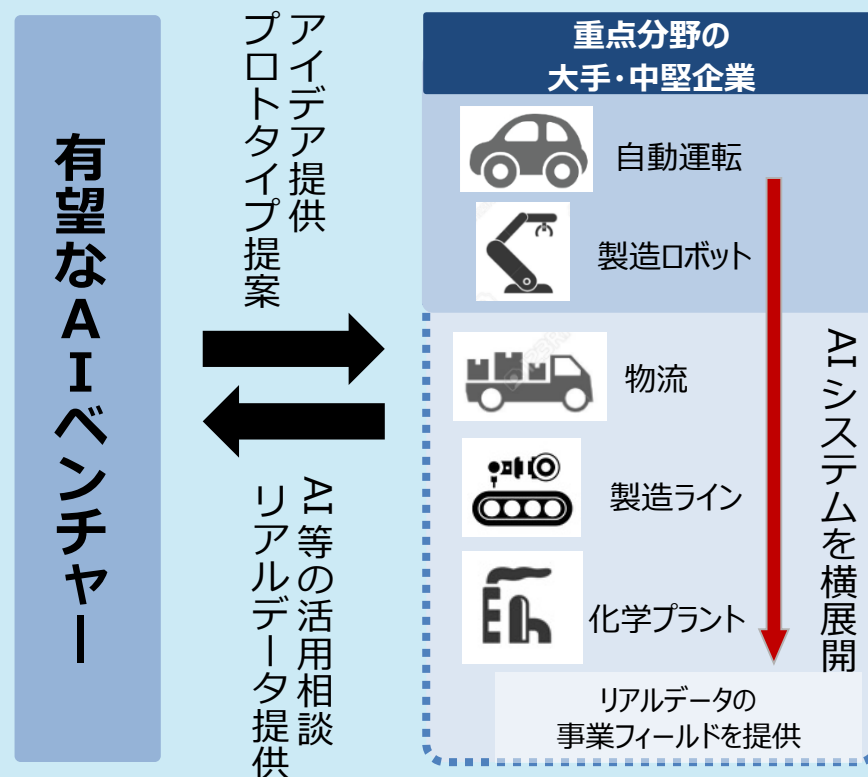 有望なAIベンチャー
アイデア提供
プロトタイプ提案
AI等の活用相談
リアルデータ提供
重点分野の
大手・中堅企業
自動運転
製造ロボット
物流
製造ライン
化学プラント
AIシステムを横展開
リアルデータの
事業フィールドを提供